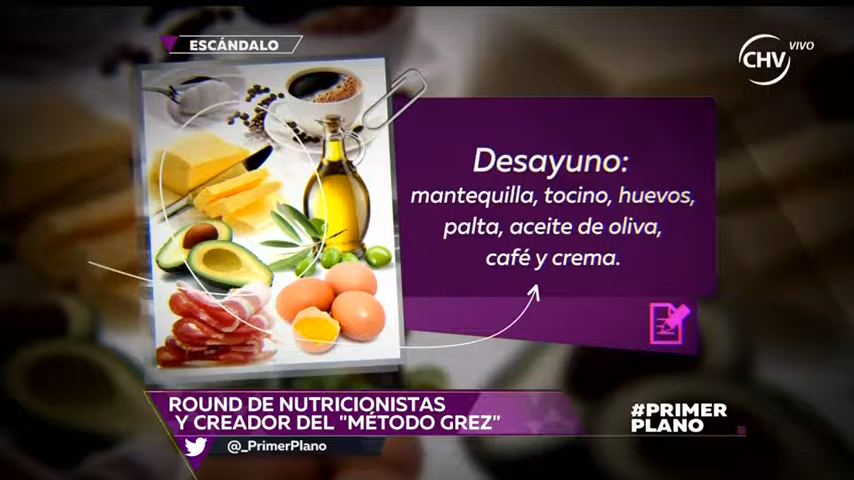 ESCÁNDALO
CHV VIVO
Desayuno:
mantequilla, tocino, huevos,
palta, aceite de oliva,
café y crema.
ROUND DE NUTRICIONISTAS
Y CREADOR DEL "MÉTODO GREZ"
@_PrimerPlano
#PRIMER
PLANO